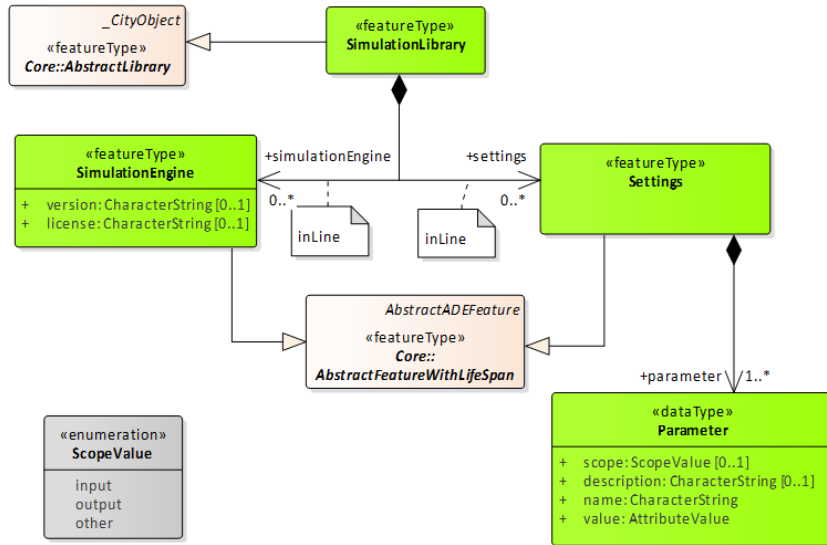 _CityObject
«featureType»
Core::AbstractLibrary
«featureType»
SimulationLibrary
+simulationEngine
+settings
«featureType»
SimulationEngine
+ version: CharacterString [0..1]
+ license: CharacterString [0..1]
0..*
0..*
inLine
inLine
«featureType»
Settings
AbstractADEFeature
«featureType»
Core::
AbstractFeatureWithLifeSpan
+parameter
1..*
«enumeration»
ScopeValue
input
output
other
«dataType»
Parameter
+ scope: ScopeValue [0..1]
+ description: CharacterString [0..1]
+ name: CharacterString
+ value: AttributeValue